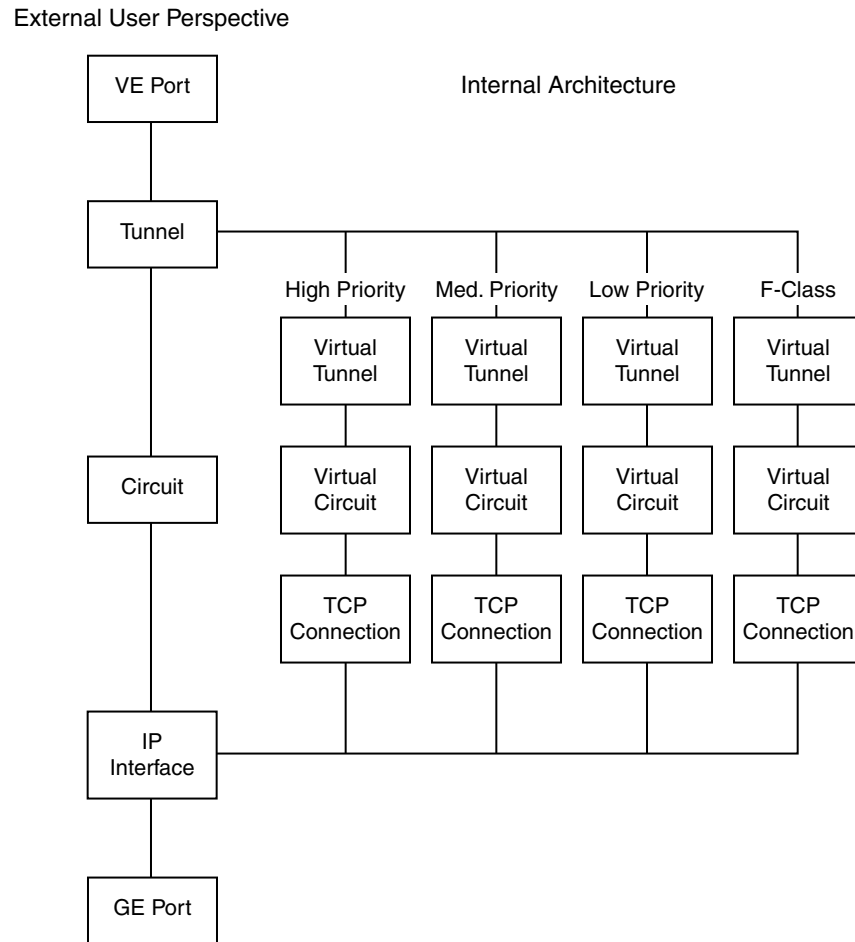 External User Perspective
VE Port
Internal Architecture
Tunnel
High Priority
Med. Priority
Low Priority
F-Class
Virtual
Tunnel
Virtual
Tunnel
Virtual
Tunnel
Virtual
Tunnel
Circuit
Virtual
Circuit
Virtual
Circuit
Virtual
Circuit
Virtual
Circuit
TCP
Connection
TCP
Connection
TCP
Connection
TCP
Connection
IP
Interface
GE Port